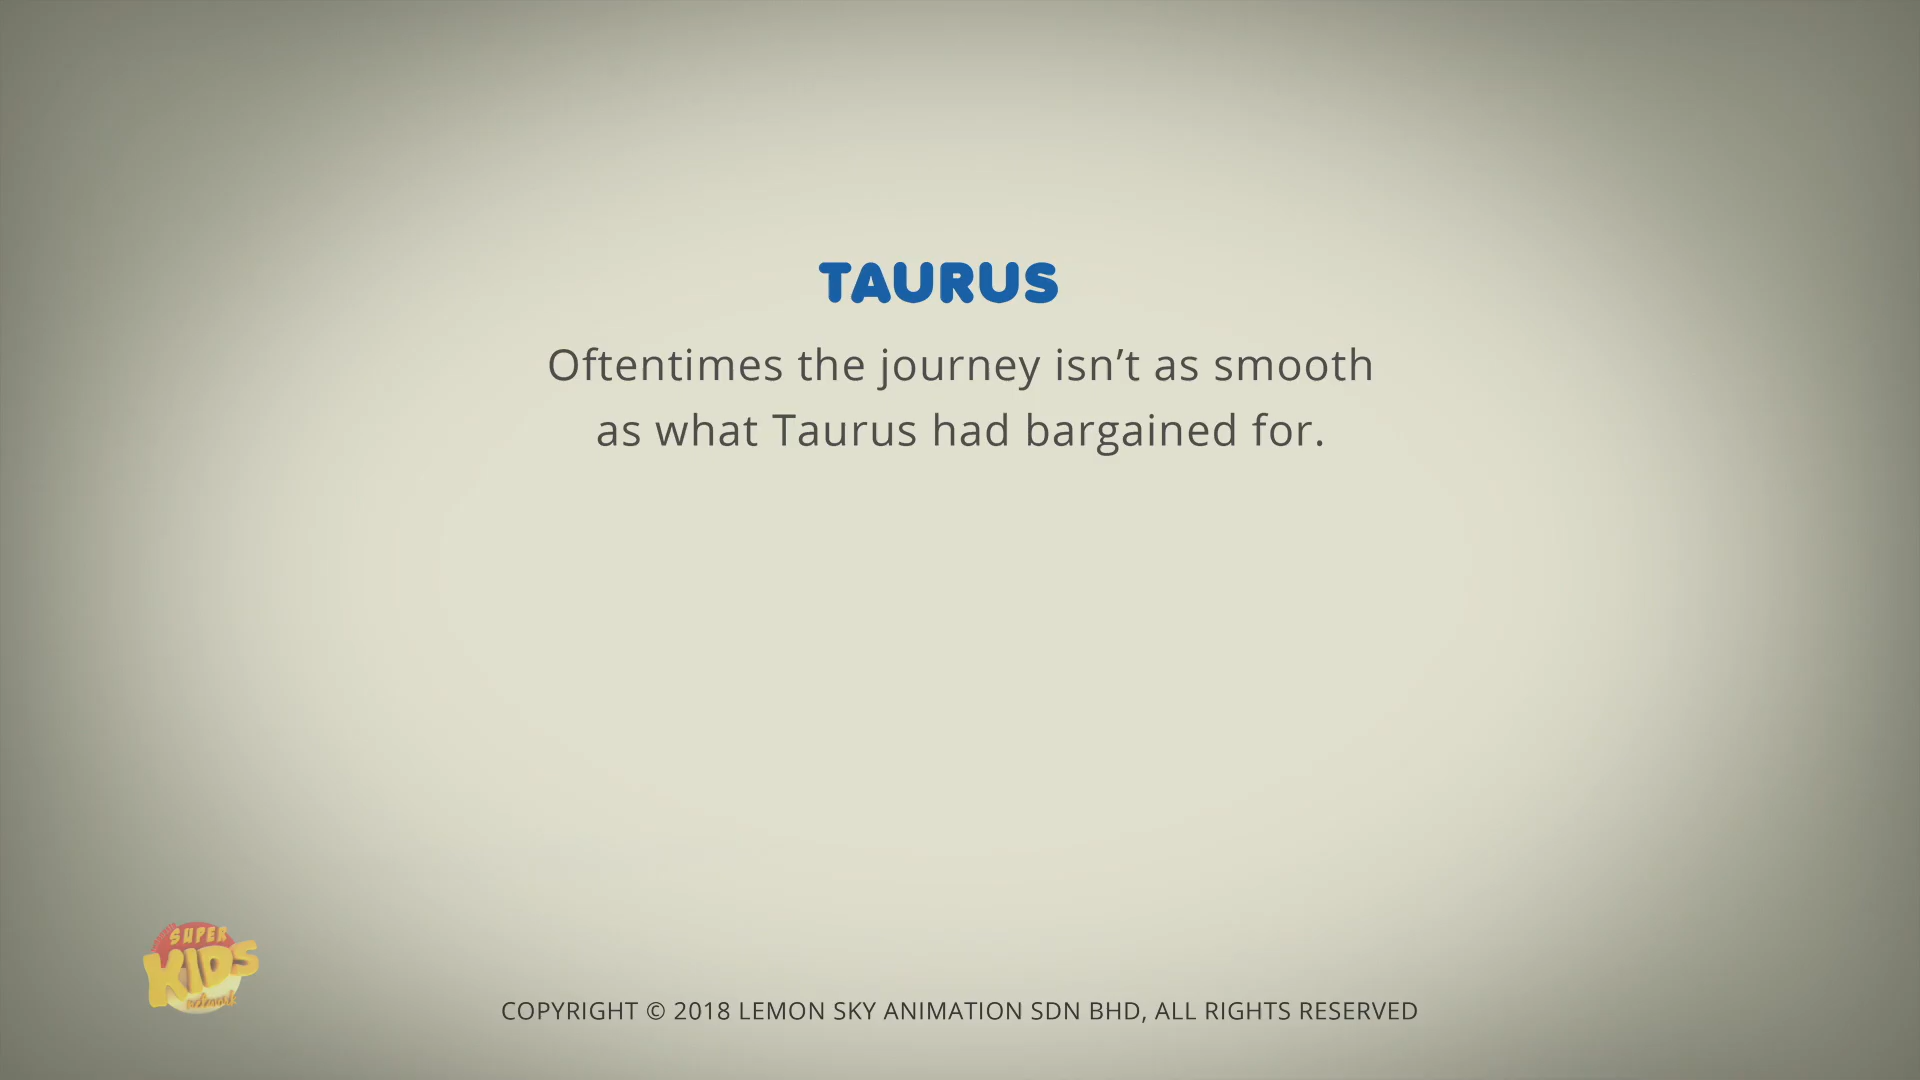 TAURUS
Oftentimes the journey isn’t as smooth
as what Taurus had bargained for.
SUPER
KIDS
COPYRIGHT © 2018 LEMON SKY ANIMATION SDN BHD, ALL RIGHTS RESERVED